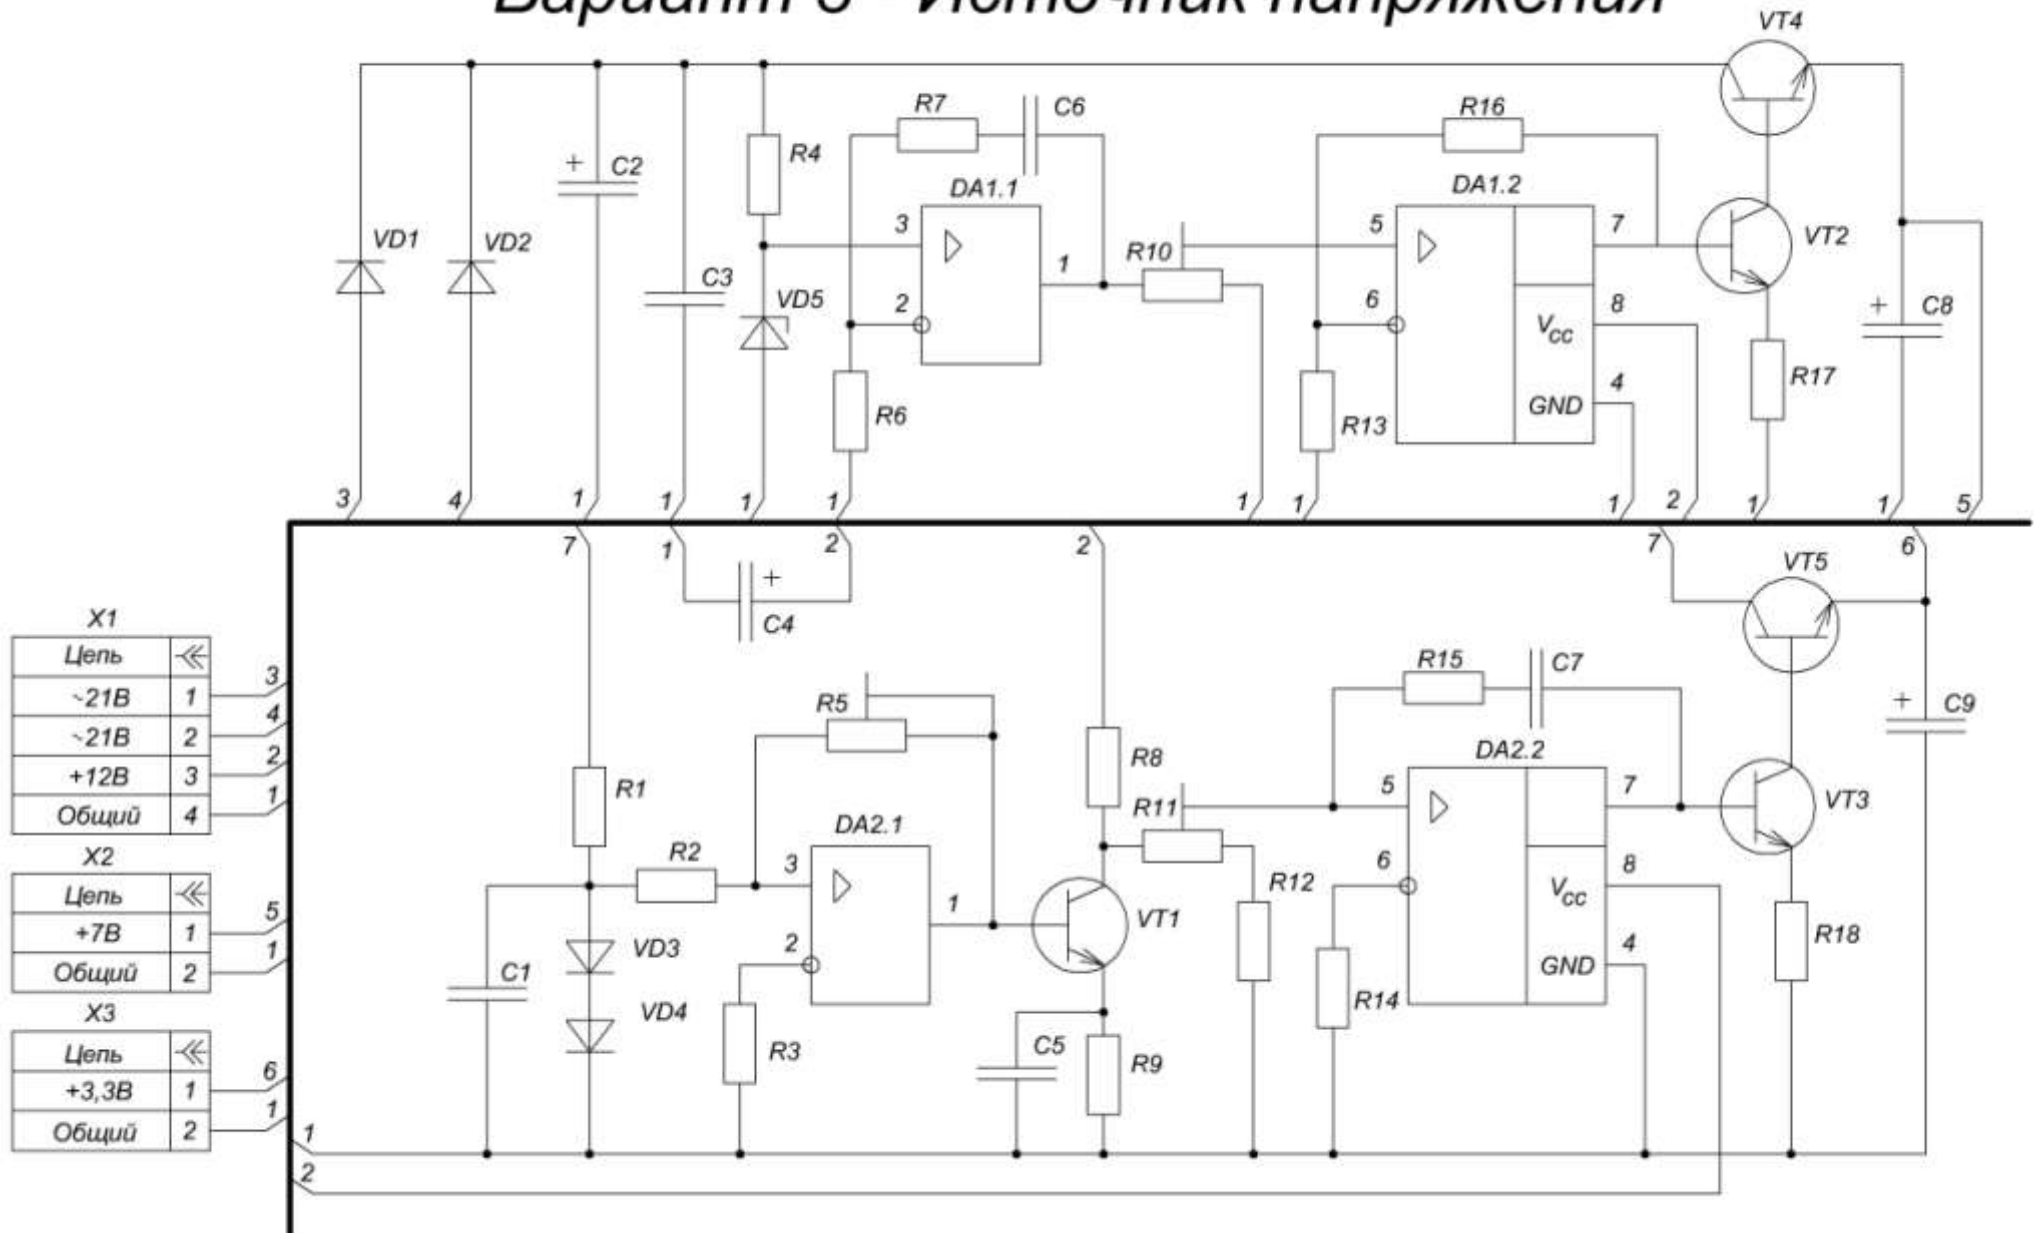 Вариант 8 - Источник напряжения
VT4
R7 C6 R16
+ C2 R4 DA1.1 DA1.2
VD1 VD2 3 1 R10 5 7 VT2
C3 VD5 2 6 Vcc 8 + C8
R6 R13 GND 4 R17
3 4 1 1 1 1 1 1 1 2 1 1 5
7 1 2 2 7 6
+ C4 VT5
X1
Цепь
~21В 1 3
~21В 2 4
+12В 3 2
Общий 4 1
X2
Цепь
+7В 1 5
Общий 2 1
X3
Цепь
+3,3В 1 6
Общий 2 1
R5 R15 C7 + C9
R1 R8 DA2.2
R2 DA2.1 R11 5 7 VT3
3 1 VT1 R12 6 Vcc 8
C1 VD3 2 R14 GND 4 R18
VD4 R3 C5 R9
1
2